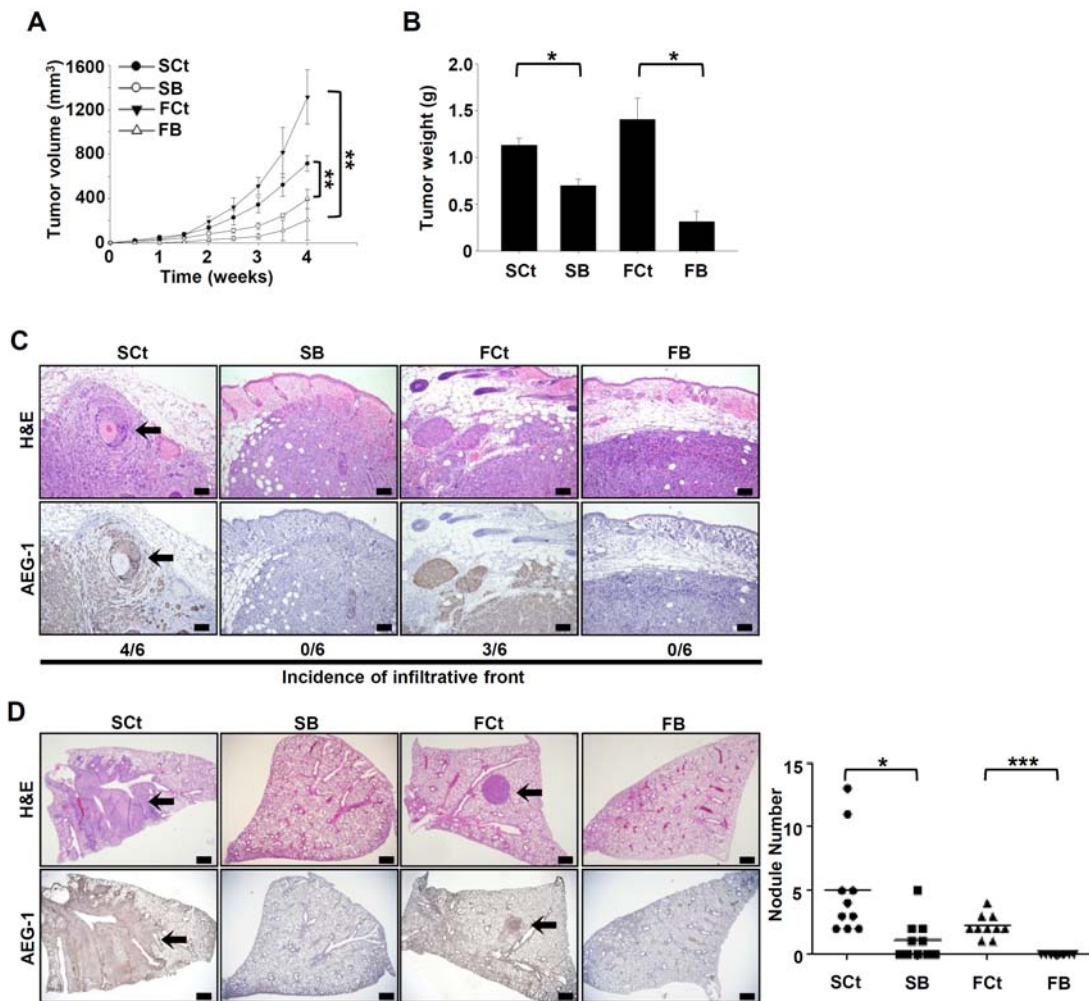 A
1600
1200
800
400
0
Tumor volume (mm³)
SCt
SB
FCt
FB
**
**
0 1 2 3 4
Time (weeks)
B
2.0
1.5
1.0
0.5
0
Tumor weight (g)
* *
SCt SB FCt FB
C
SCt SB FCt FB
H&E
AEG-1
4/6 0/6 3/6 0/6
Incidence of infiltrative front
D
SCt SB FCt FB
H&E
AEG-1
15
10
5
0
Nodule Number
* ***
SCt SB FCt FB